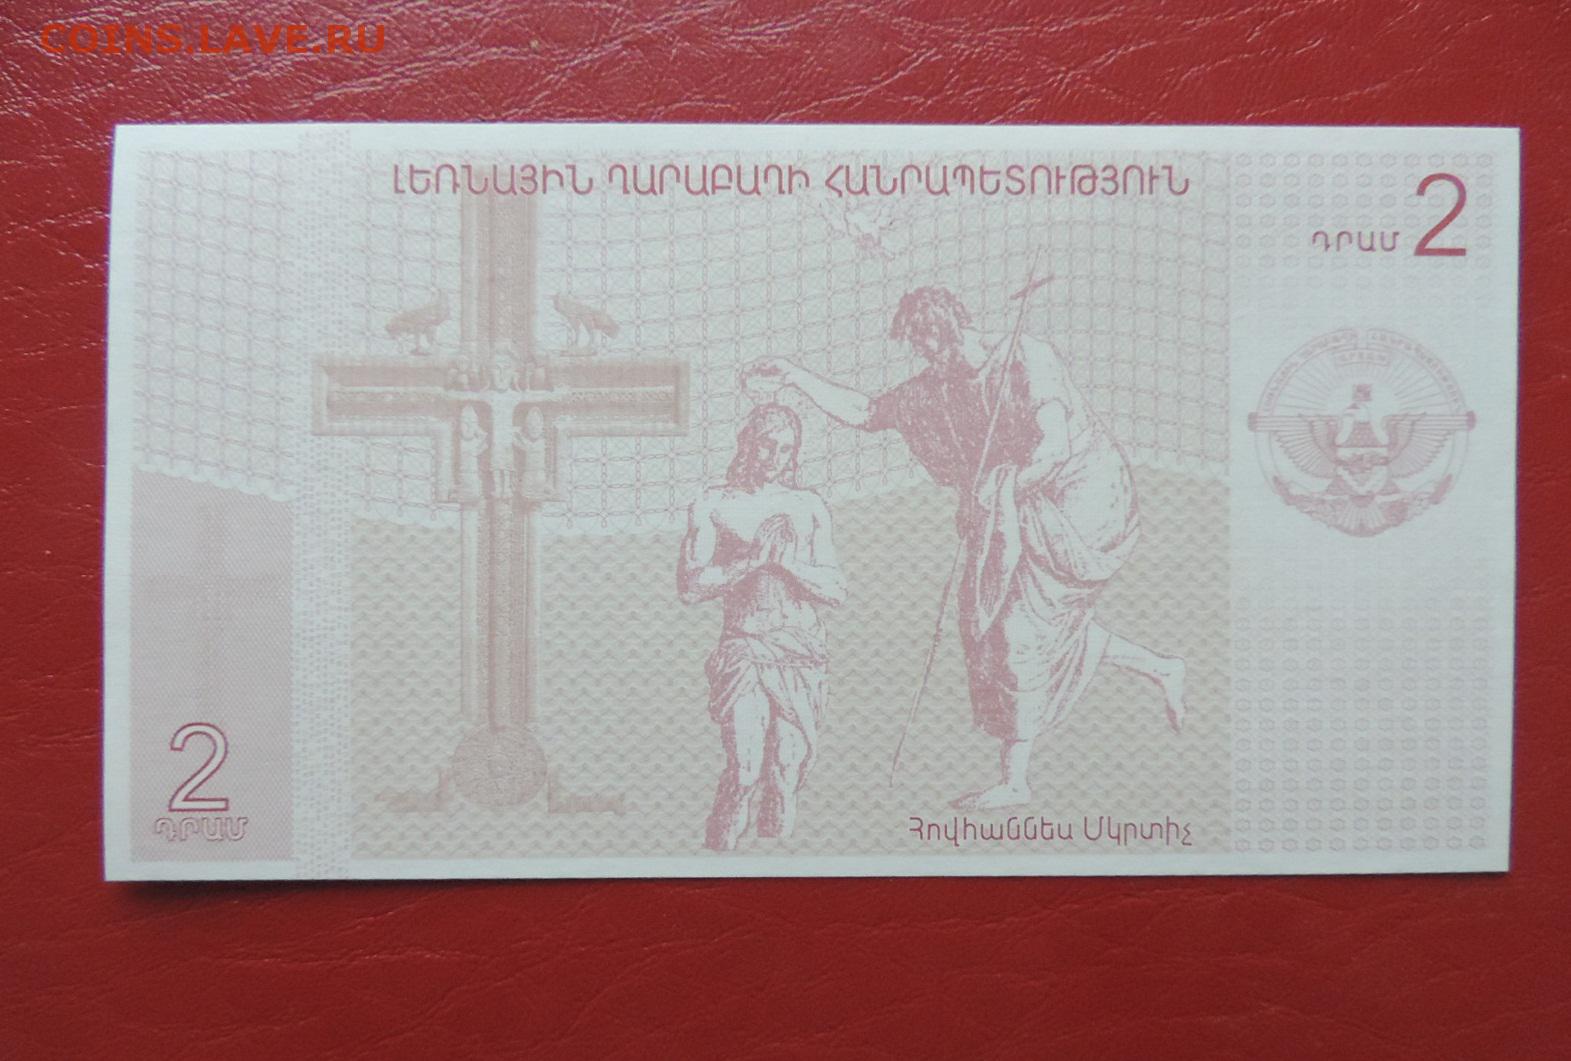 COINS.LAVE.RU
ԼԵՌՆԱՅԻՆ ՂԱՐԱԲԱՂԻ ՀԱՆՐԱՊԵՏՈՒԹՅՈՒՆ
ԴՐԱՄ 2
2
ԴՐԱՄ
Հովհաննես Մկրտիչ